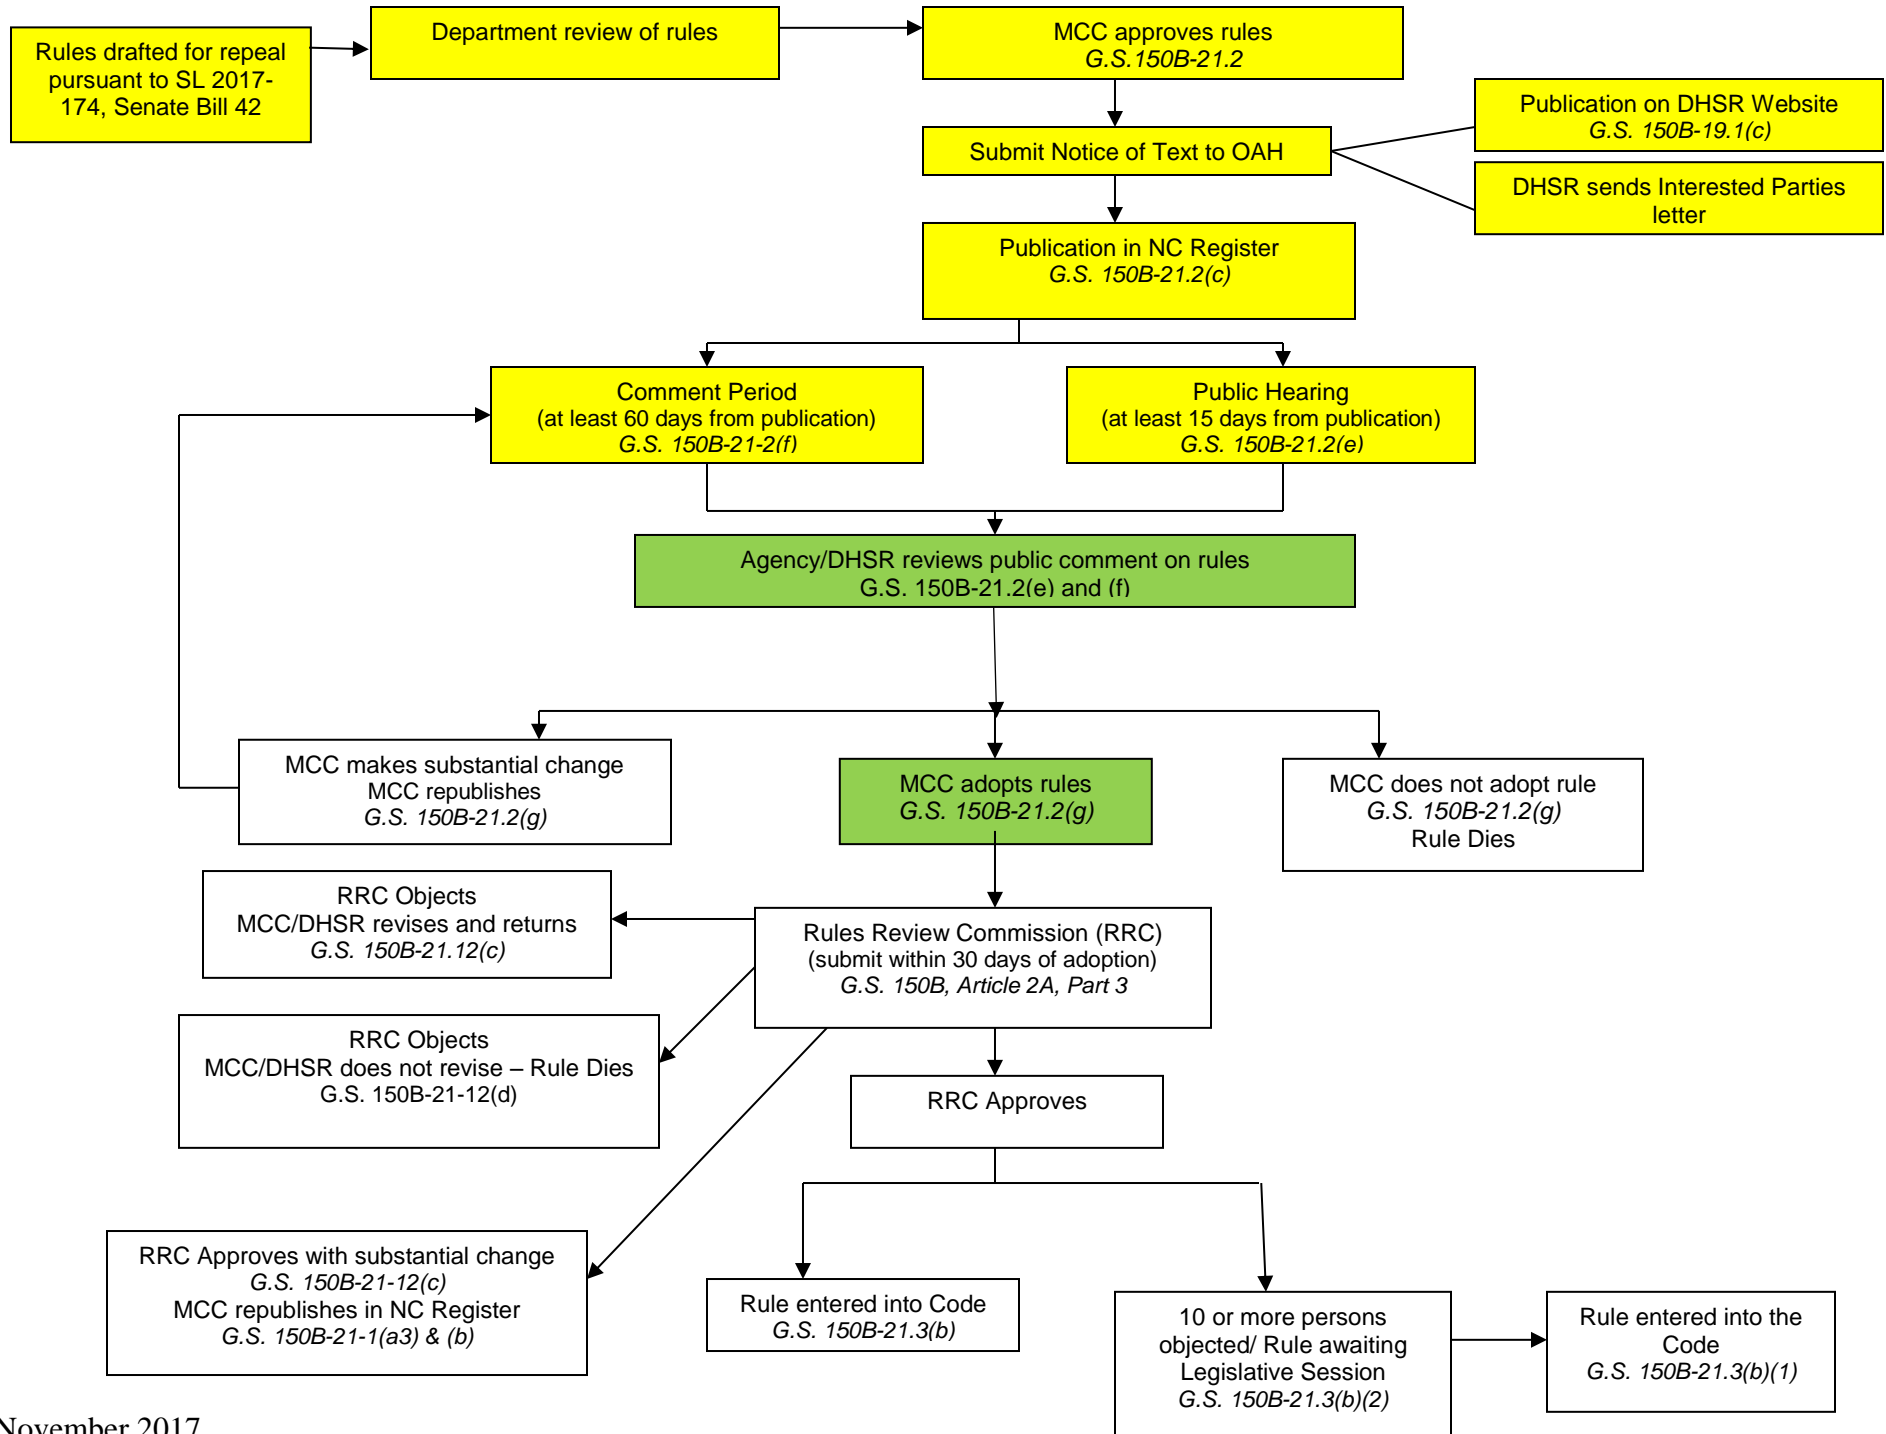 Rules drafted for repeal
pursuant to SL 2017-
174, Senate Bill 42
Department review of rules
MCC approves rules
G.S.150B-21.2
Publication on DHSR Website
G.S. 150B-19.1(c)
Submit Notice of Text to OAH
DHSR sends Interested Parties
letter
Publication in NC Register
G.S. 150B-21.2(c)
Comment Period
(at least 60 days from publication)
G.S. 150B-21-2(f)
Public Hearing
(at least 15 days from publication)
G.S. 150B-21.2(e)
Agency/DHSR reviews public comment on rules
G.S. 150B-21.2(e) and (f)
MCC makes substantial change
MCC republishes
G.S. 150B-21.2(g)
MCC adopts rules
G.S. 150B-21.2(g)
MCC does not adopt rule
G.S. 150B-21.2(g)
Rule Dies
RRC Objects
MCC/DHSR revises and returns
G.S. 150B-21.12(c)
Rules Review Commission (RRC)
(submit within 30 days of adoption)
G.S. 150B, Article 2A, Part 3
RRC Objects
MCC/DHSR does not revise – Rule Dies
G.S. 150B-21-12(d)
RRC Approves
RRC Approves with substantial change
G.S. 150B-21-12(c)
MCC republishes in NC Register
G.S. 150B-21-1(a3) & (b)
Rule entered into Code
G.S. 150B-21.3(b)
10 or more persons
objected/ Rule awaiting
Legislative Session
G.S. 150B-21.3(b)(2)
Rule entered into the
Code
G.S. 150B-21.3(b)(1)
November 2017